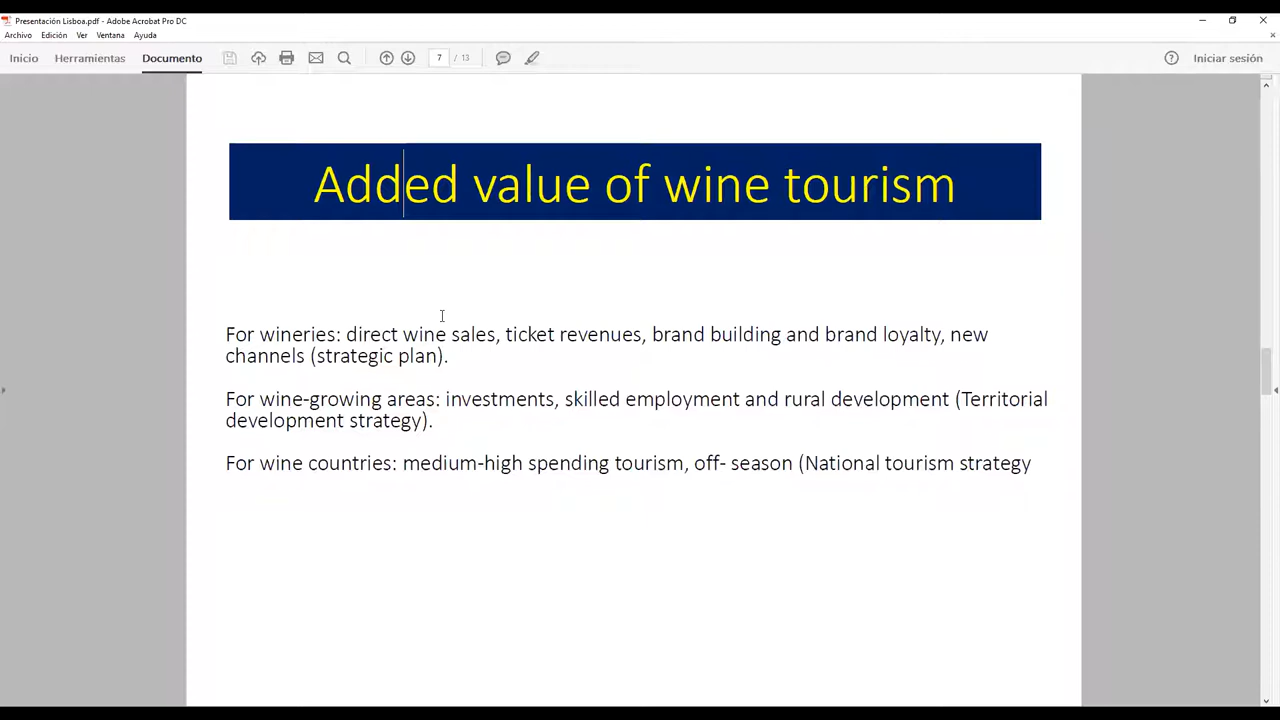 Presentación Lisboa.pdf - Adobe Acrobat Pro DC
Archivo Edición Ver Ventana Ayuda
Inicio Herramientas Documento 7 / 13 Iniciar sesión
Added value of wine tourism
For wineries: direct wine sales, ticket revenues, brand building and brand loyalty, new
channels (strategic plan).
For wine-growing areas: investments, skilled employment and rural development (Territorial
development strategy).
For wine countries: medium-high spending tourism, off- season (National tourism strategy